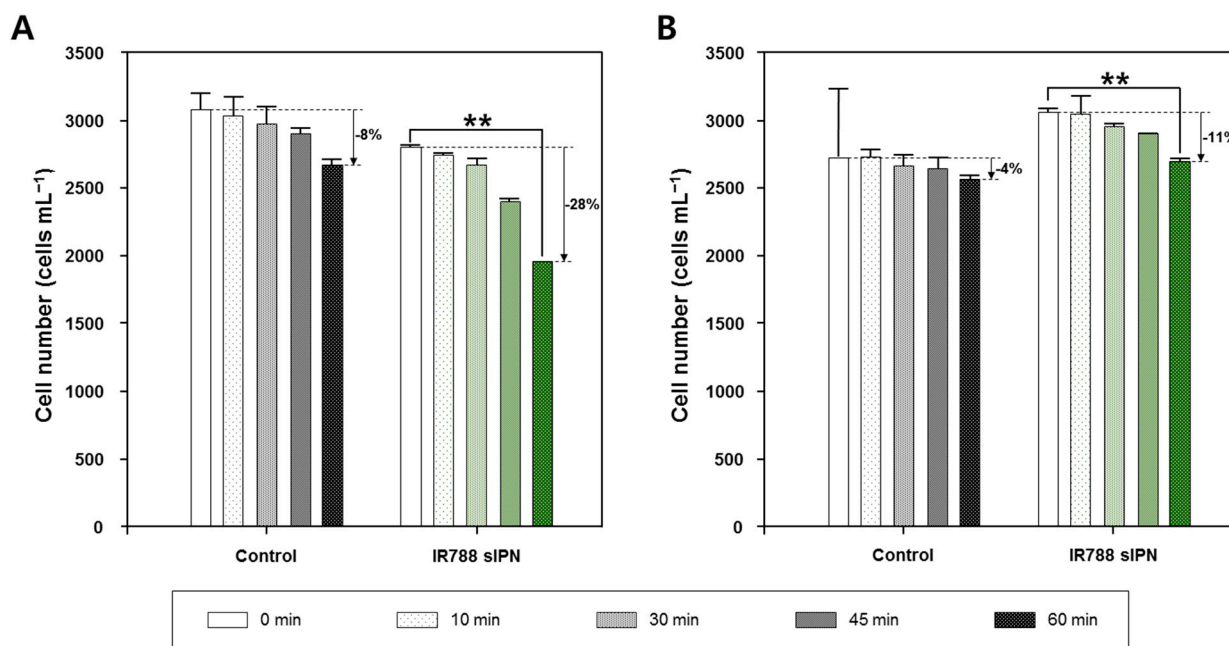 A
Cell number (cells mL⁻¹)
3500
3000
2500
2000
1500
1000
500
0
-8%
**
-28%
Control
IR788 sIPN
B
Cell number (cells mL⁻¹)
3500
3000
2500
2000
1500
1000
500
0
-4%
**
-11%
Control
IR788 sIPN
0 min
10 min
30 min
45 min
60 min